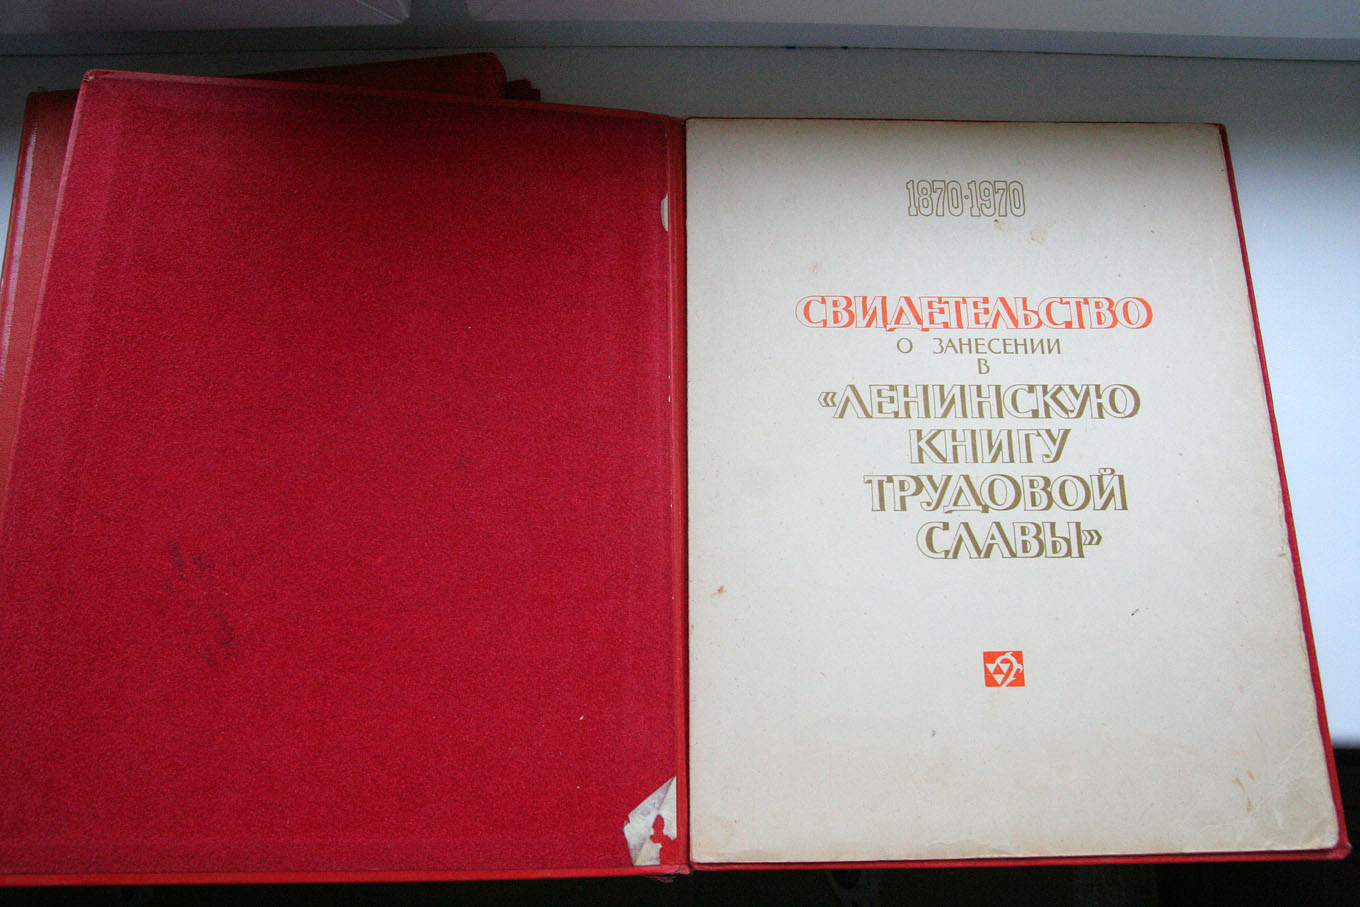 1870·1970
СВИДЕТЕЛЬСТВО
О ЗАНЕСЕНИИ
В
«ЛЕНИНСКУЮ
КНИГУ
ТРУДОВОЙ
СЛАВЫ»